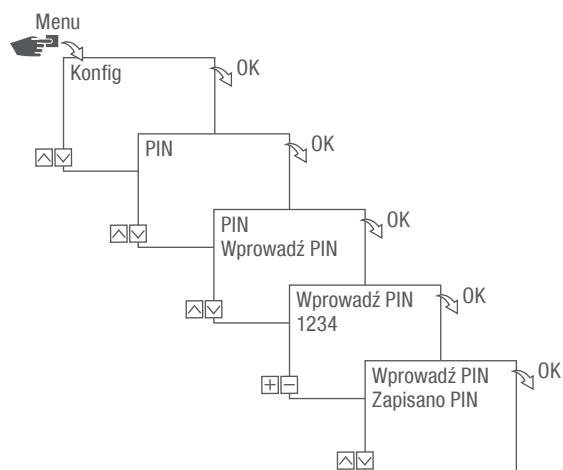 Menu
Konfig
OK
PIN
OK
PIN
Wprowadź PIN
OK
Wprowadź PIN
1234
OK
Wprowadź PIN
Zapisano PIN
OK